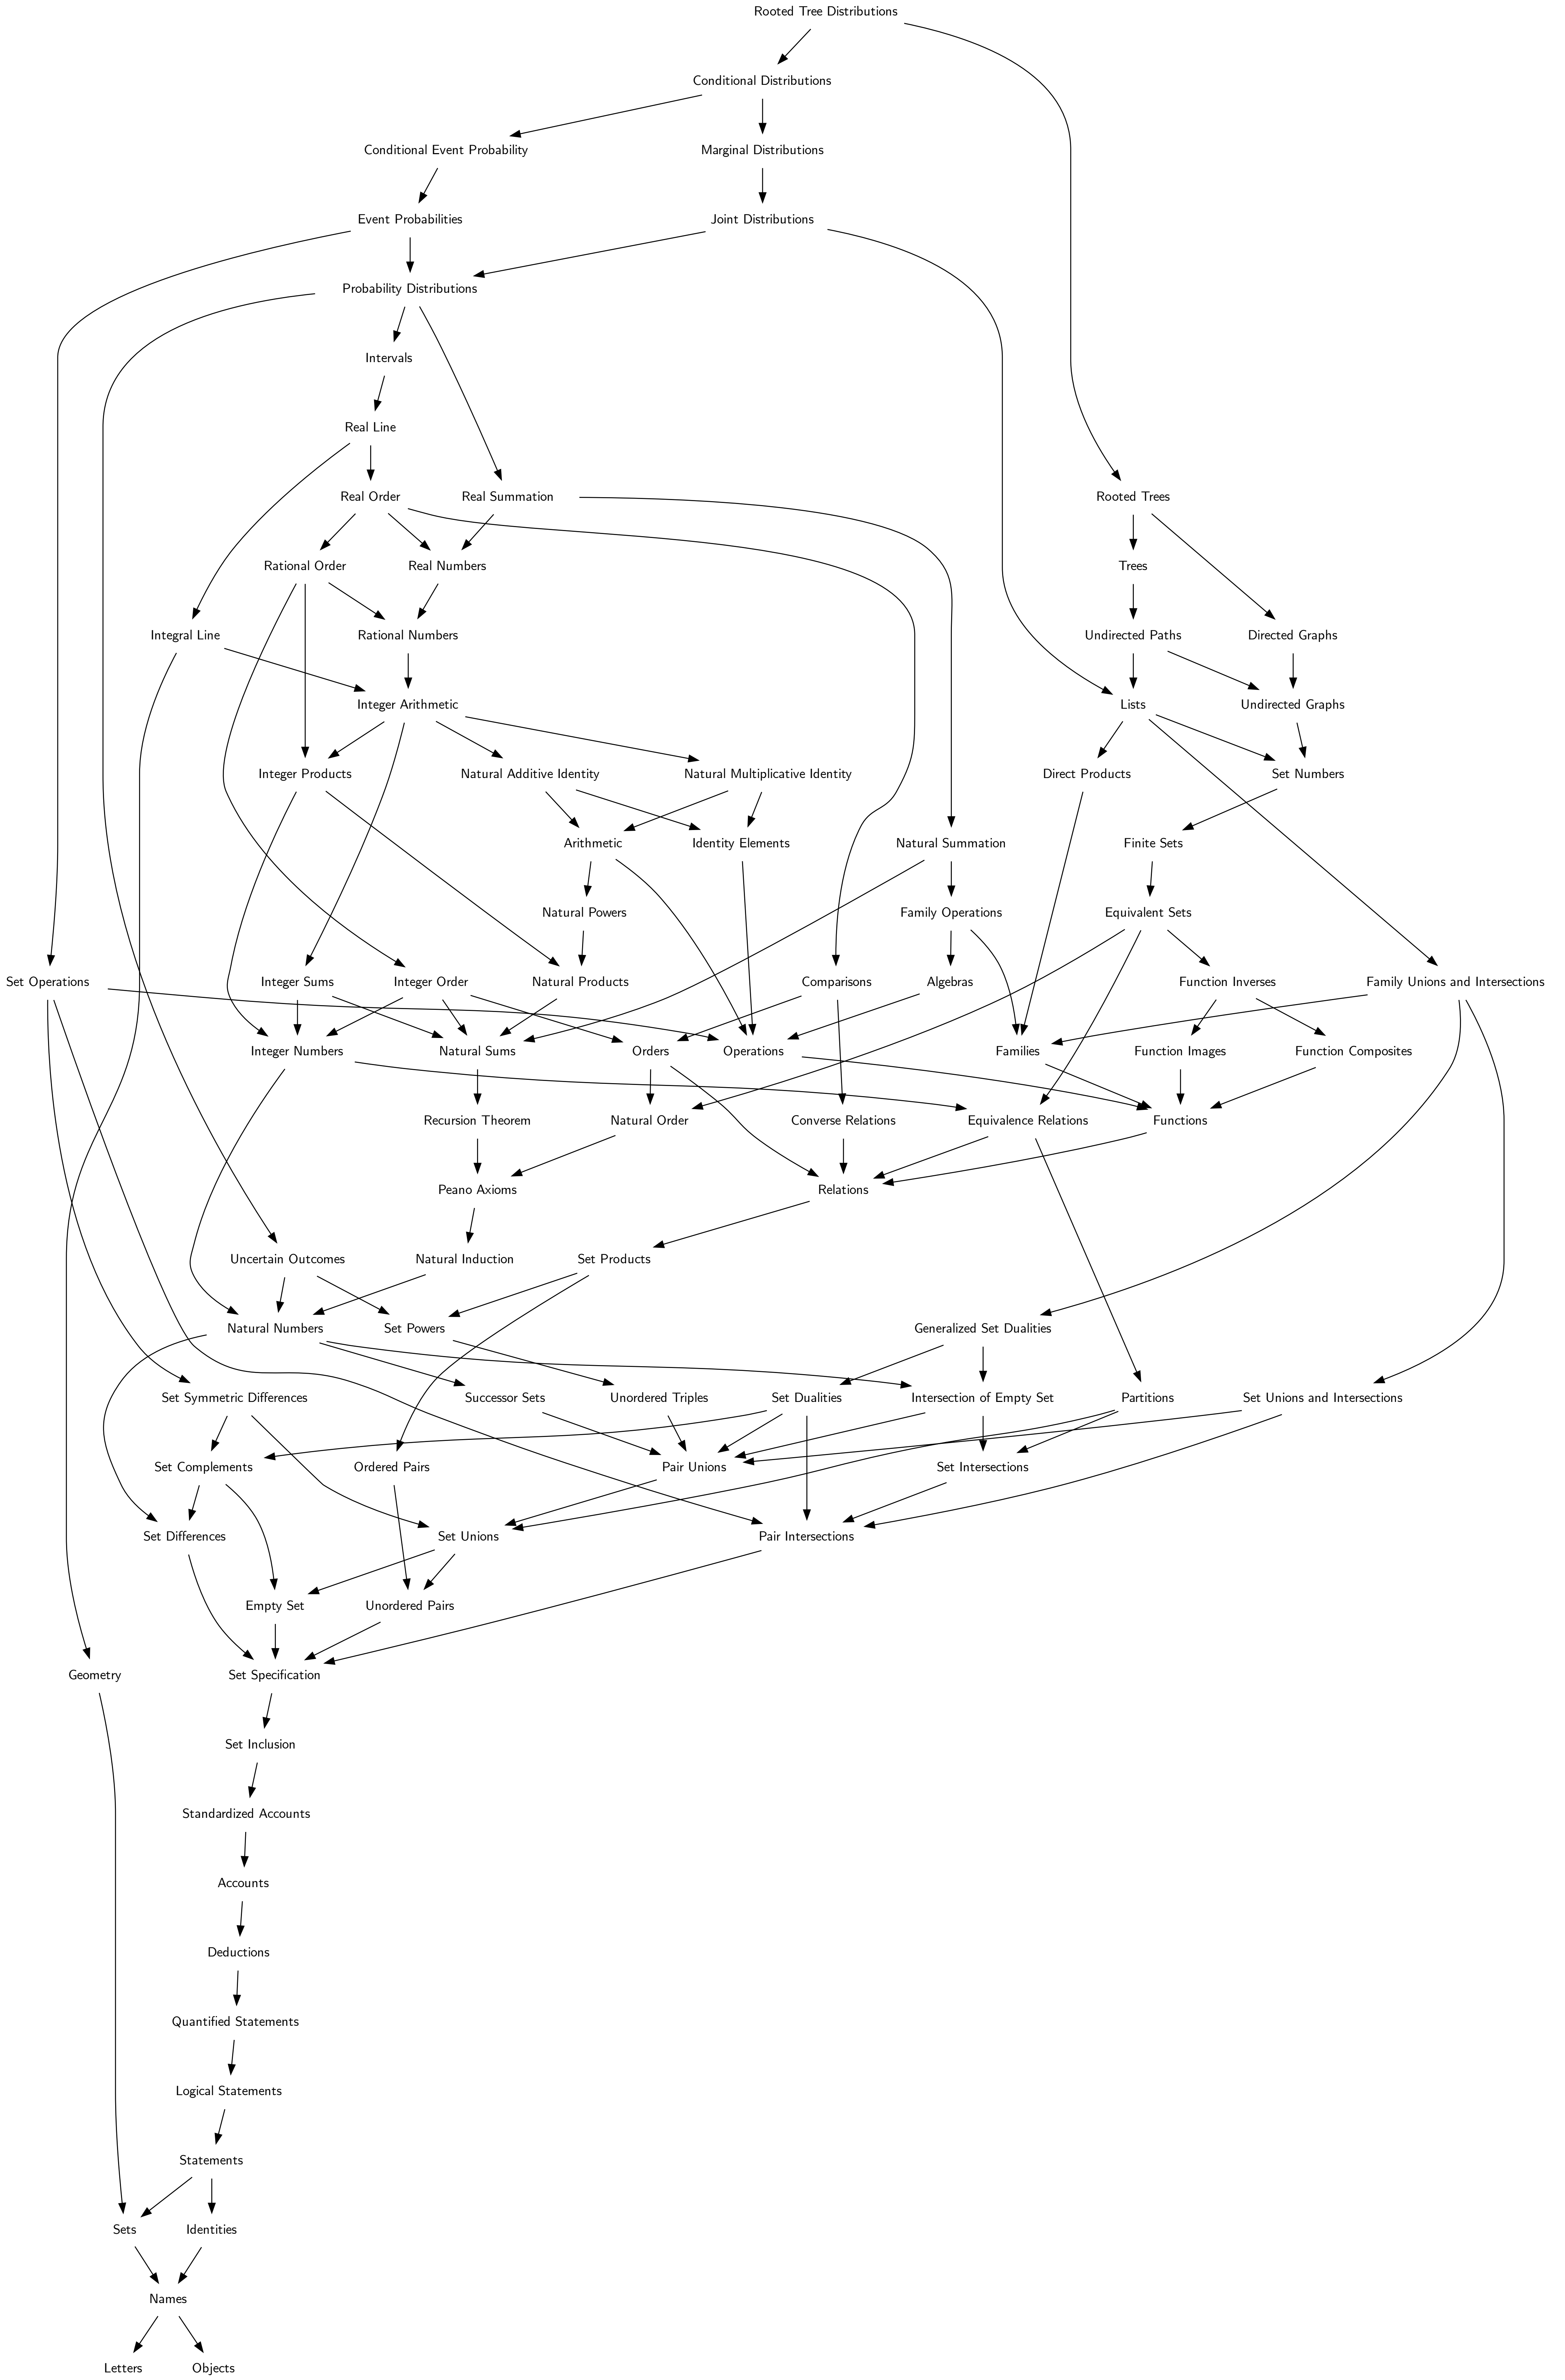 Rooted Tree Distributions
Conditional Distributions
Conditional Event Probability
Marginal Distributions
Event Probabilities
Joint Distributions
Probability Distributions
Intervals
Real Line
Real Order
Real Summation
Rooted Trees
Rational Order
Real Numbers
Trees
Integral Line
Rational Numbers
Undirected Paths
Directed Graphs
Integer Arithmetic
Lists
Undirected Graphs
Integer Products
Natural Additive Identity
Natural Multiplicative Identity
Direct Products
Set Numbers
Arithmetic
Identity Elements
Natural Summation
Finite Sets
Natural Powers
Family Operations
Equivalent Sets
Set Operations
Integer Sums
Integer Order
Natural Products
Comparisons
Algebras
Function Inverses
Family Unions and Intersections
Integer Numbers
Natural Sums
Orders
Operations
Families
Function Images
Function Composites
Recursion Theorem
Natural Order
Converse Relations
Equivalence Relations
Functions
Peano Axioms
Relations
Uncertain Outcomes
Natural Induction
Set Products
Natural Numbers
Set Powers
Generalized Set Dualities
Set Symmetric Differences
Successor Sets
Unordered Triples
Set Dualities
Intersection of Empty Set
Partitions
Set Unions and Intersections
Set Complements
Ordered Pairs
Pair Unions
Set Intersections
Set Differences
Set Unions
Pair Intersections
Empty Set
Unordered Pairs
Geometry
Set Specification
Set Inclusion
Standardized Accounts
Accounts
Deductions
Quantified Statements
Logical Statements
Statements
Sets
Identities
Names
Letters
Objects